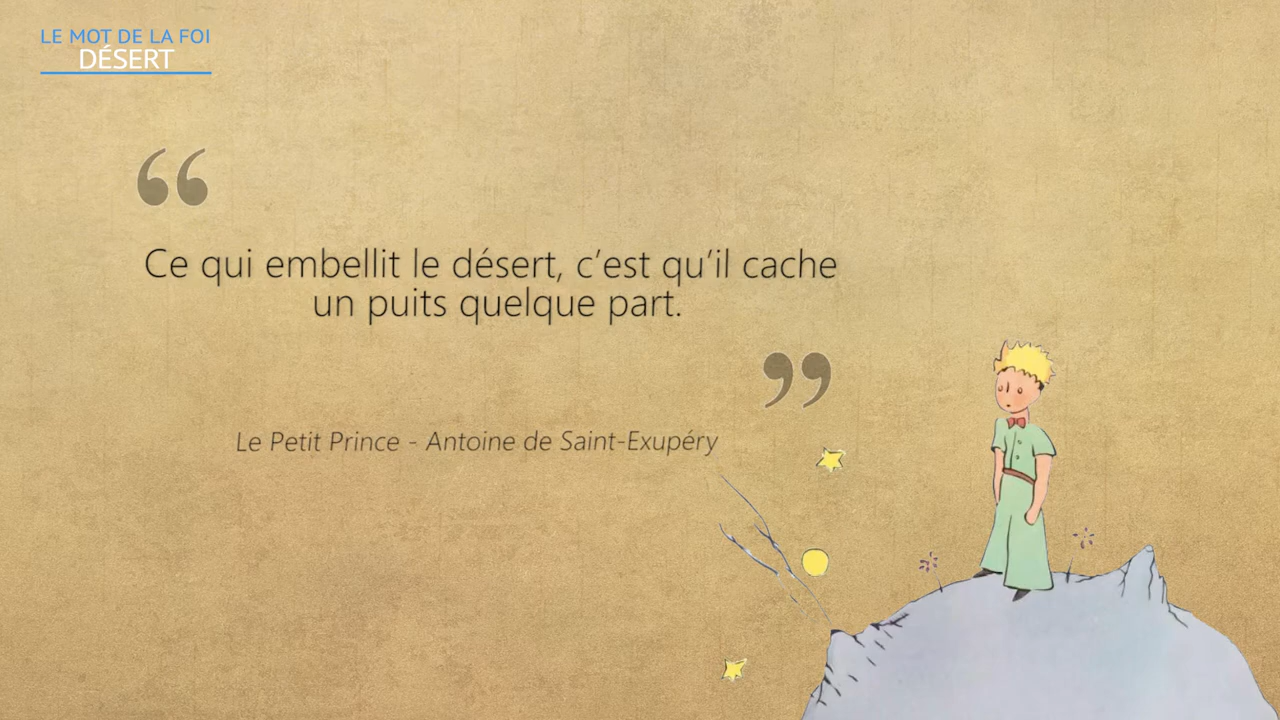 LE MOT DE LA FOI
DÉSERT
“
Ce qui embellit le désert, c’est qu’il cache
un puits quelque part.
”
Le Petit Prince - Antoine de Saint-Exupéry